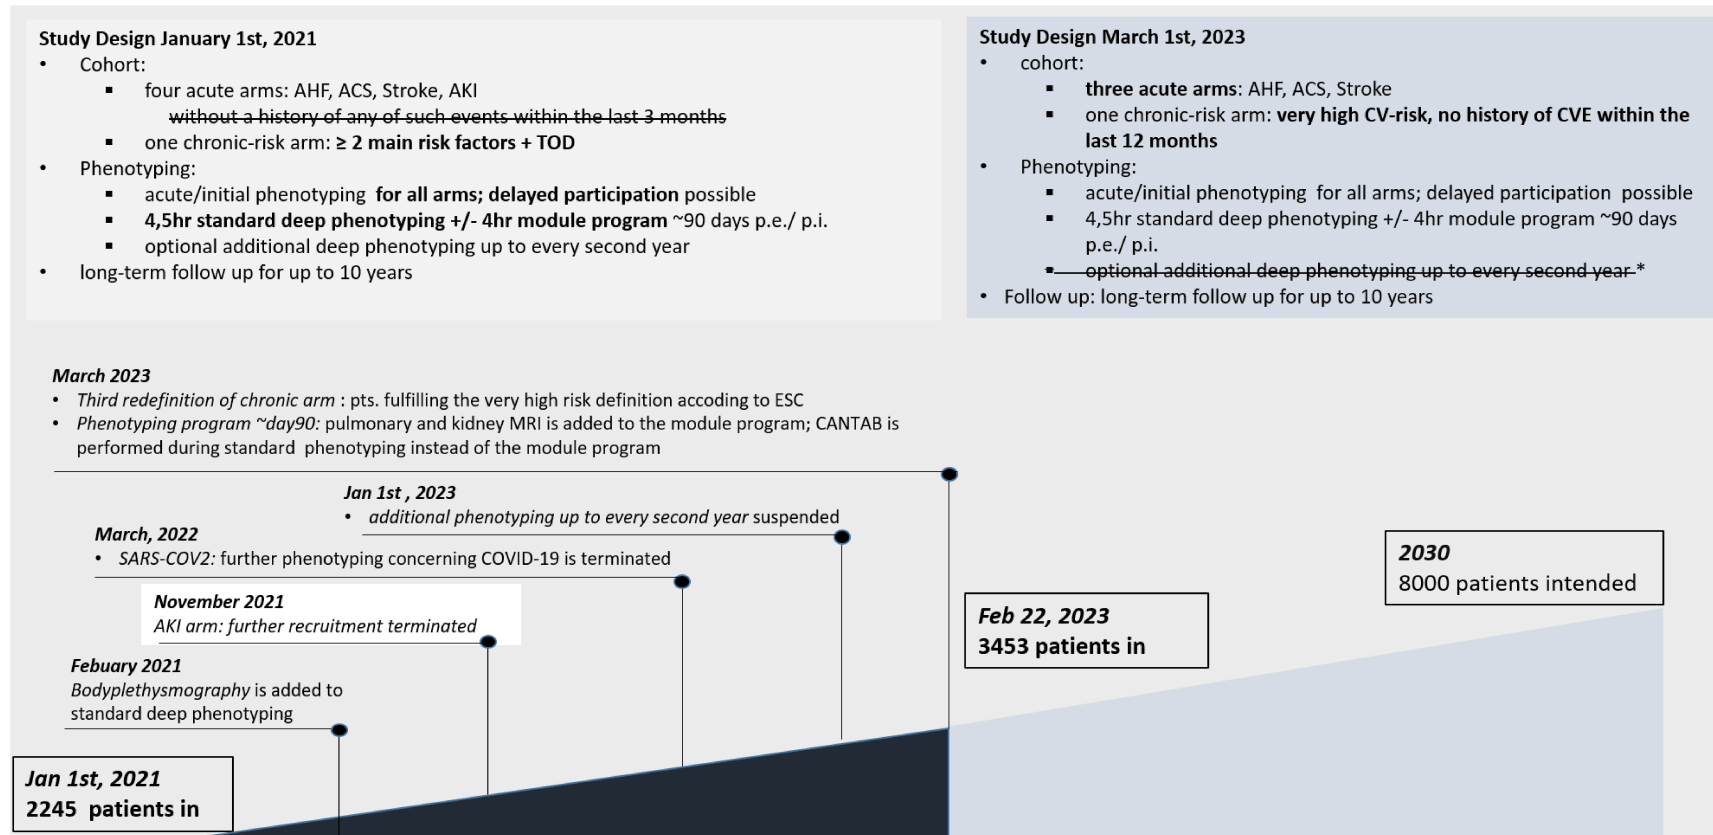 Study Design January 1st, 2021
• Cohort:
▪ four acute arms: AHF, ACS, Stroke, AKI
without a history of any of such events within the last 3 months
▪ one chronic-risk arm: ≥ 2 main risk factors + TOD
• Phenotyping:
▪ acute/initial phenotyping for all arms; delayed participation possible
▪ 4,5hr standard deep phenotyping +/- 4hr module program ~90 days p.e./ p.i.
▪ optional additional deep phenotyping up to every second year
• long-term follow up for up to 10 years
Study Design March 1st, 2023
• cohort:
▪ three acute arms: AHF, ACS, Stroke
▪ one chronic-risk arm: very high CV-risk, no history of CVE within the
last 12 months
• Phenotyping:
▪ acute/initial phenotyping for all arms; delayed participation possible
▪ 4,5hr standard deep phenotyping +/- 4hr module program ~90 days
p.e./ p.i.
▪ optional additional deep phenotyping up to every second year *
• Follow up: long-term follow up for up to 10 years
March 2023
• Third redefinition of chronic arm : pts. fulfilling the very high risk definition accoding to ESC
• Phenotyping program ~day90: pulmonary and kidney MRI is added to the module program; CANTAB is
performed during standard phenotyping instead of the module program
Jan 1st , 2023
• additional phenotyping up to every second year suspended
March, 2022
• SARS-COV2: further phenotyping concerning COVID-19 is terminated
November 2021
AKI arm: further recruitment terminated
Febuary 2021
Bodyplethysmography is added to
standard deep phenotyping
Jan 1st, 2021
2245 patients in
Feb 22, 2023
3453 patients in
2030
8000 patients intended